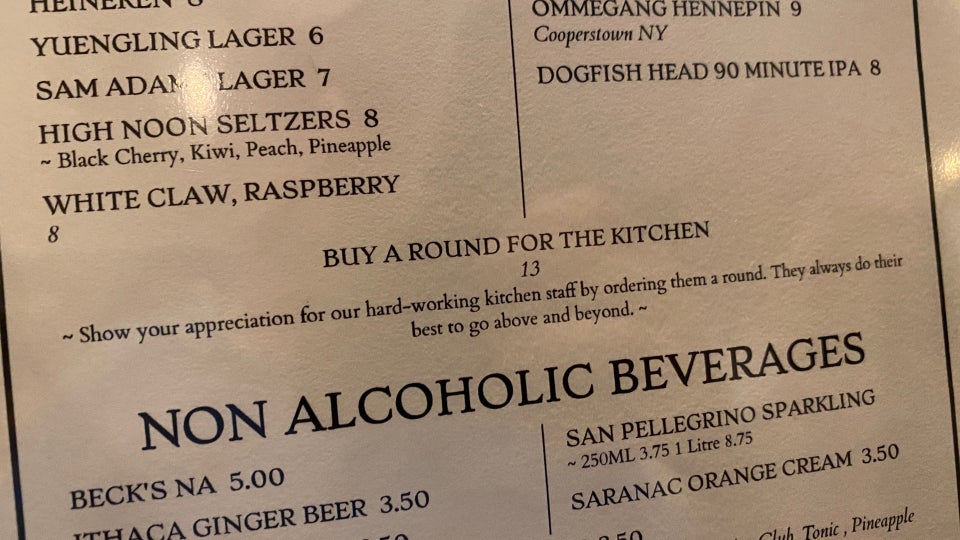 HEINEKEN 8
YUENGLING LAGER 6
SAM ADAMS LAGER 7
HIGH NOON SELTZERS 8
~ Black Cherry, Kiwi, Peach, Pineapple
WHITE CLAW, RASPBERRY
8
OMMEGANG HENNEPIN 9
Cooperstown NY
DOGFISH HEAD 90 MINUTE IPA 8
BUY A ROUND FOR THE KITCHEN
13
~ Show your appreciation for our hard-working kitchen staff by ordering them a round. They always do their
best to go above and beyond. ~
NON ALCOHOLIC BEVERAGES
BECK'S NA 5.00
ITHACA GINGER BEER 3.50
SAN PELLEGRINO SPARKLING
~ 250ML 3.75 1 Litre 8.75
SARANAC ORANGE CREAM 3.50
Club, Tonic , Pineapple